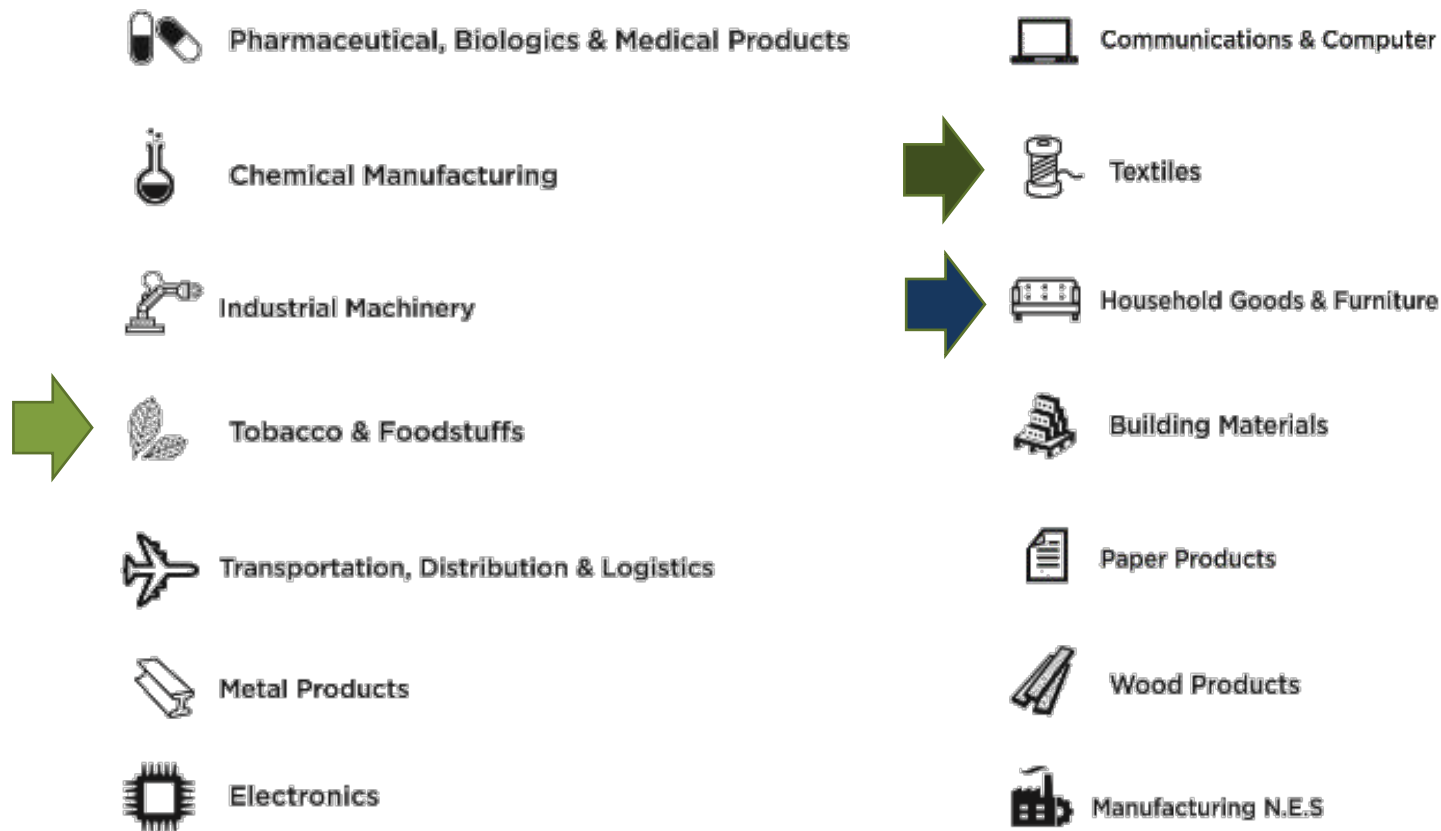 Pharmaceutical, Biologics & Medical Products
Chemical Manufacturing
Industrial Machinery
Tobacco & Foodstuffs
Transportation, Distribution & Logistics
Metal Products
Electronics
Communications & Computer
Textiles
Household Goods & Furniture
Building Materials
Paper Products
Wood Products
Manufacturing N.E.S